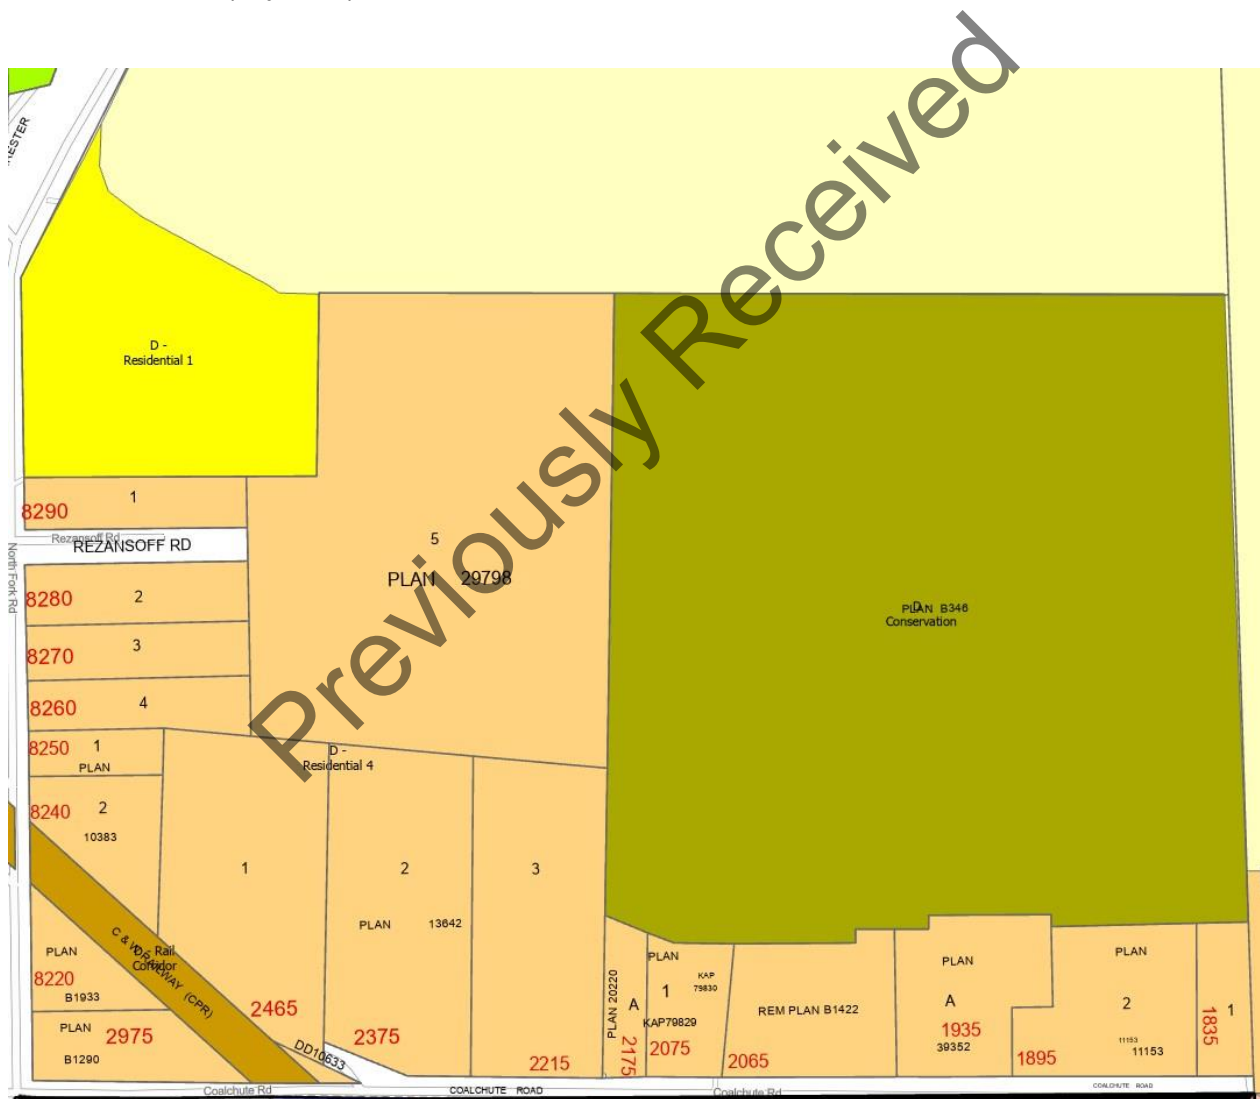 Previously Received
D -
Residential 1
1
8290
Rezansoff Rd
REZANSOFF RD
North Fork Rd
5
PLAN 29798
8280
2
8270
3
8260
4
8250
1
PLAN
8240
2
10383
D -
Residential 4
PLAN B346
D
Conservation
1
2
3
PLAN 13642
C & W RAILWAY (CPR)
D - Rail
Corridor
PLAN
8220
B1933
PLAN
2975
B1290
2465
DD10633
2375
2215
PLAN 20220
A
2175
PLAN
1
KAP
79830
KAP79829
2075
REM PLAN B1422
2065
PLAN
A
1935
39352
PLAN
2
11153
11153
1895
1
1835
Coalchute Rd
COALCHUTE ROAD
Coalchute Rd
COALCHUTE ROAD